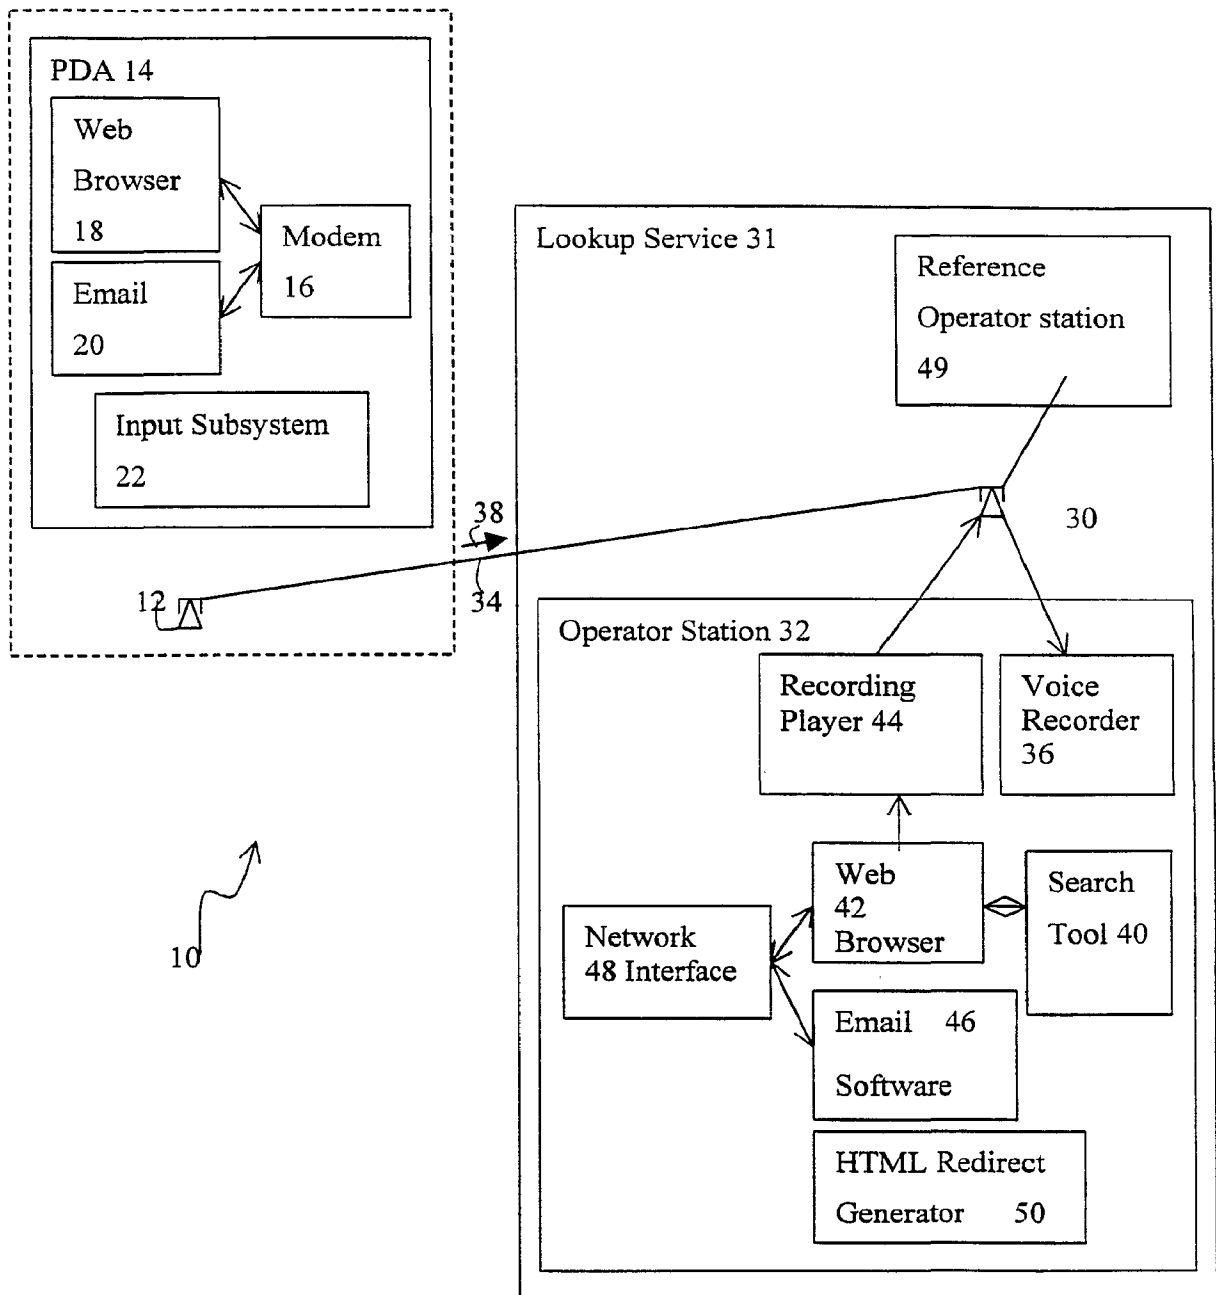 PDA 14
Web
Browser
18
Modem
16
Email
20
Input Subsystem
22
12
38
34
10
Lookup Service 31
Reference
Operator station
49
30
Operator Station 32
Recording
Player 44
Voice
Recorder
36
Web
42
Browser
Search
Tool 40
Network
48 Interface
Email 46
Software
HTML Redirect
Generator 50